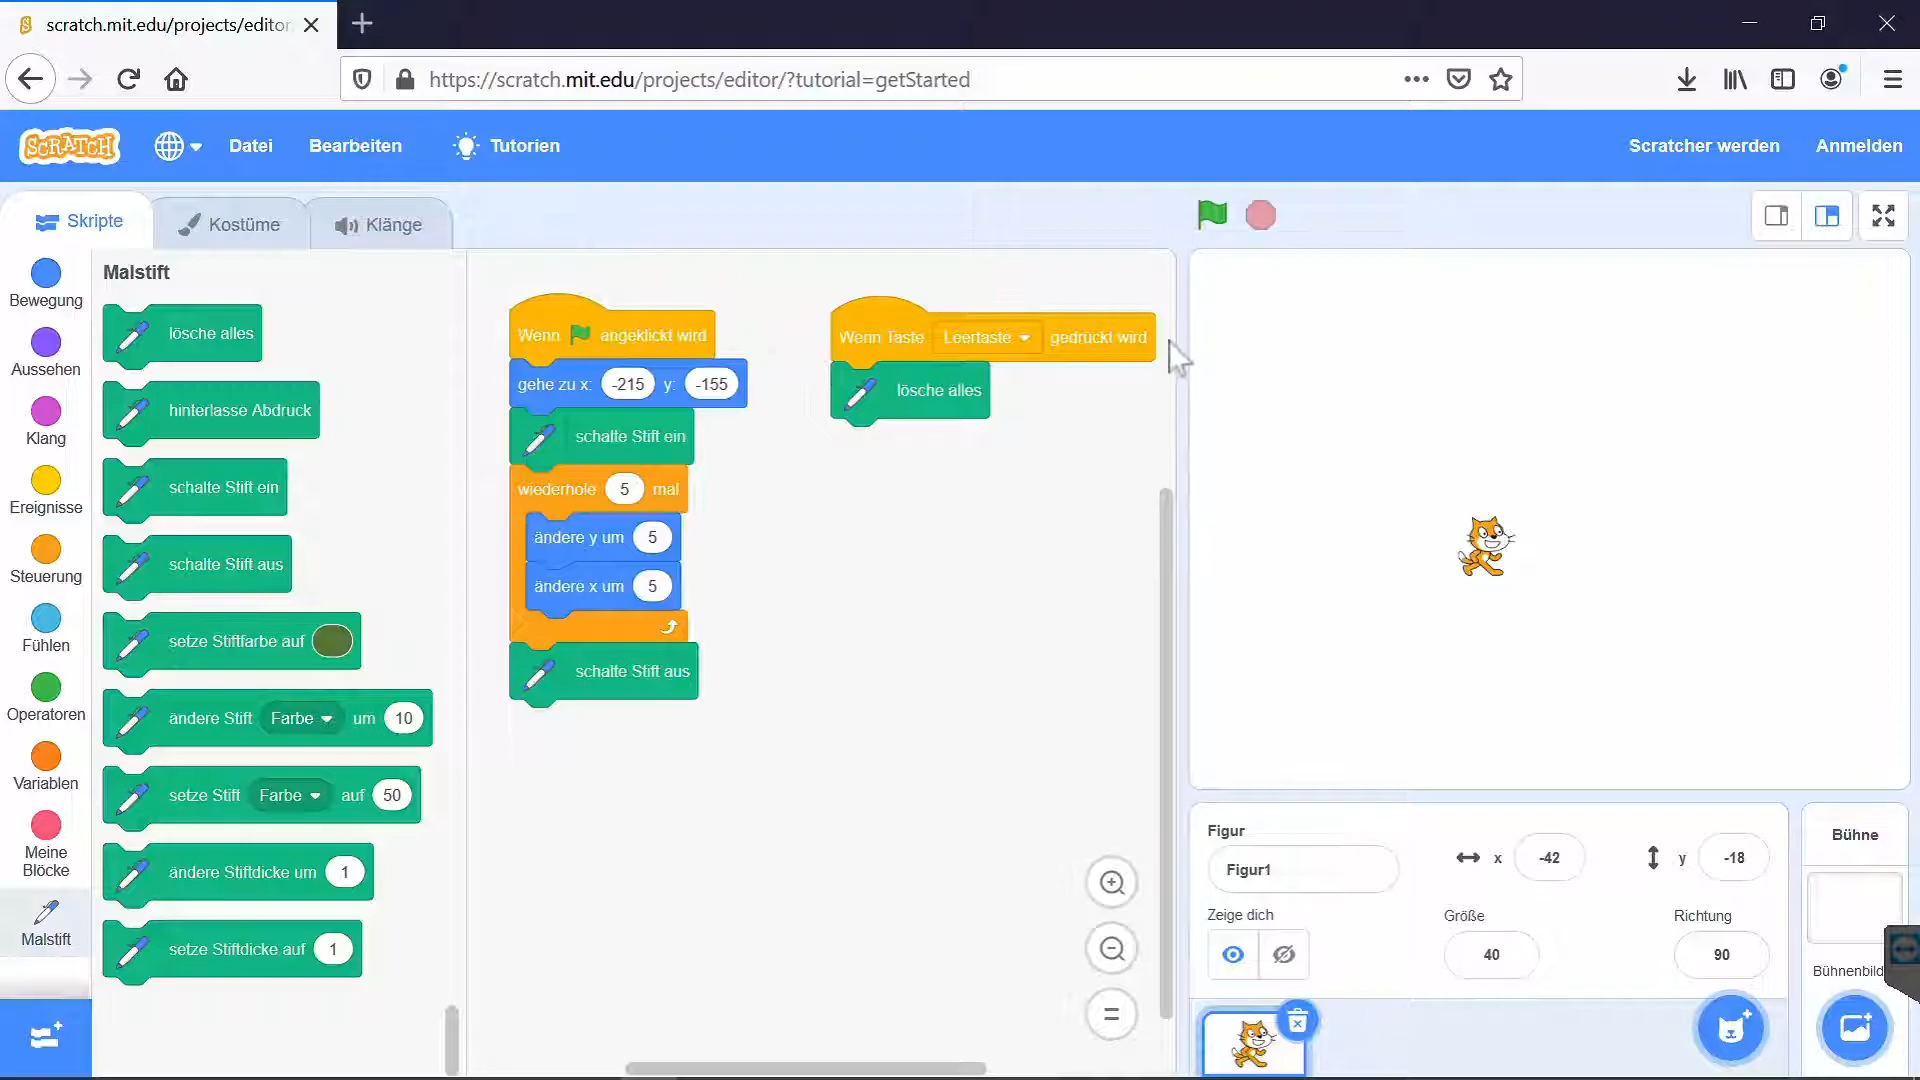 scratch.mit.edu/projects/editor
https://scratch.mit.edu/projects/editor/?tutorial=getStarted
SCRATCH
Datei
Bearbeiten
Tutorien
Scratcher werden
Anmelden
Skripte
Kostüme
Klänge
Bewegung
Aussehen
Klang
Ereignisse
Steuerung
Fühlen
Operatoren
Variablen
Meine
Blöcke
Malstift
Malstift
lösche alles
hinterlasse Abdruck
schalte Stift ein
schalte Stift aus
setze Stiftfarbe auf
ändere Stift Farbe um 10
setze Stift Farbe auf 50
ändere Stiftdicke um 1
setze Stiftdicke auf 1
Wenn angeklickt wird
gehe zu x: -215 y: -155
schalte Stift ein
wiederhole 5 mal
ändere y um 5
ändere x um 5
schalte Stift aus
Wenn Taste Leertaste gedrückt wird
lösche alles
Figur
Figur1
x -42
y -18
Zeige dich
Größe
40
Richtung
90
Bühne
Bühnenbild